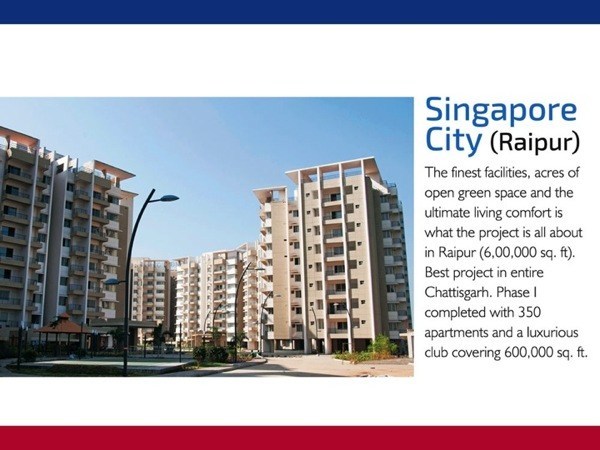 Singapore
City (Raipur)
The finest facilities, acres of
open green space and the
ultimate living comfort is
what the project is all about
in Raipur (6,00,000 sq. ft).
Best project in entire
Chattisgarh. Phase I
completed with 350
apartments and a luxurious
club covering 600,000 sq. ft.